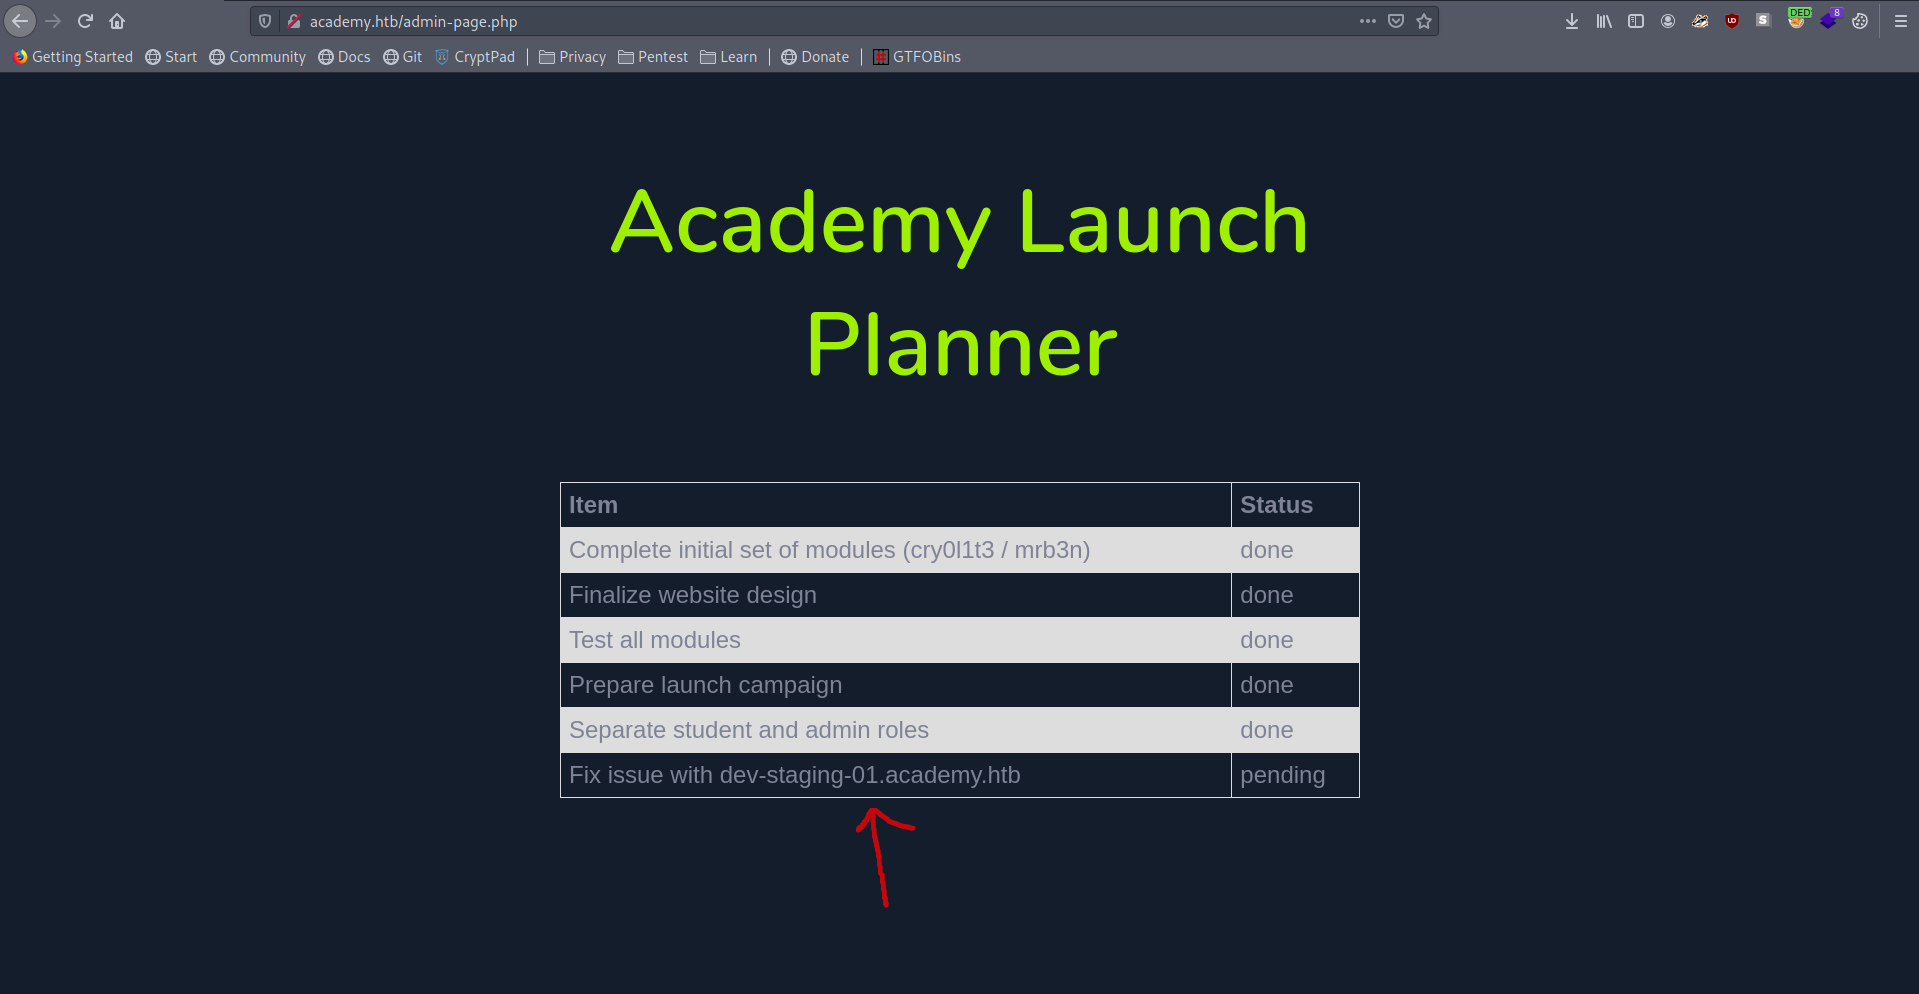 academy.htb/admin-page.php
Getting Started Start Community Docs Git CryptPad Privacy Pentest Learn Donate GTFOBins
DED 8
Academy Launch
Planner
Item Status
Complete initial set of modules (cry0l1t3 / mrb3n) done
Finalize website design done
Test all modules done
Prepare launch campaign done
Separate student and admin roles done
Fix issue with dev-staging-01.academy.htb pending